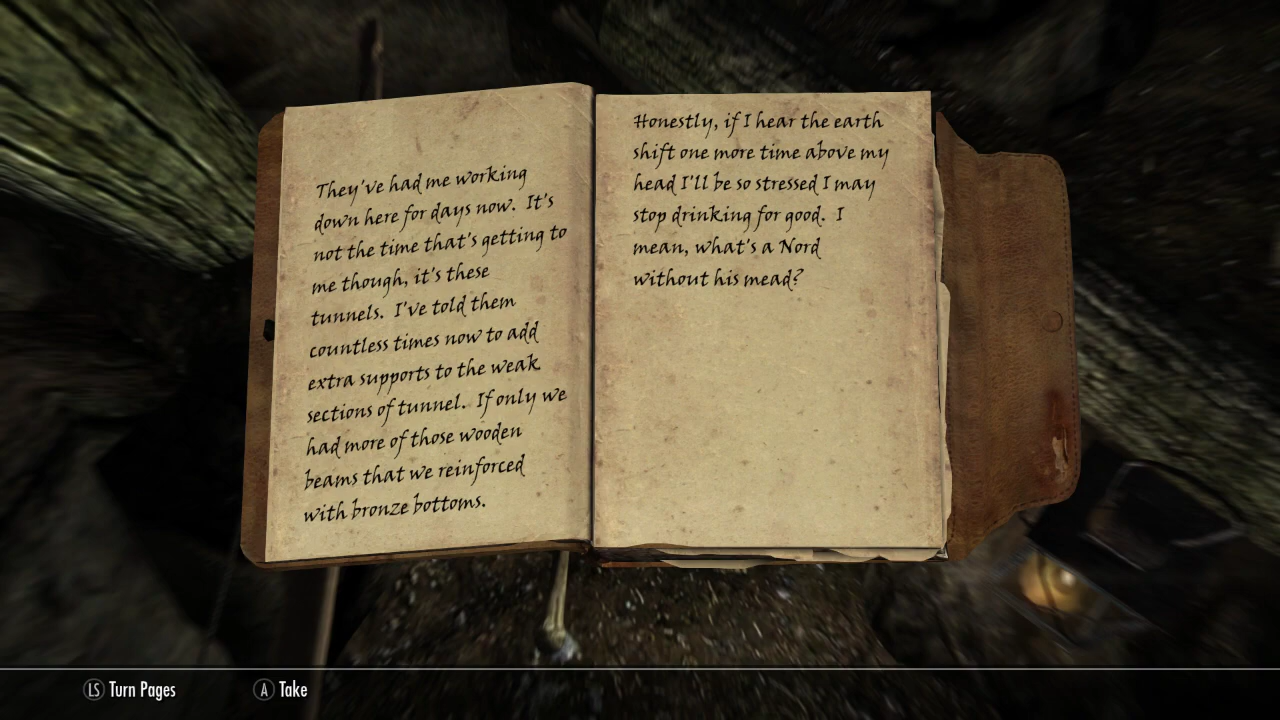 They've had me working
down here for days now. It's
not the time that's getting to
me though, it's these
tunnels. I've told them
countless times now to add
extra supports to the weak
sections of tunnel. If only we
had more of those wooden
beams that we reinforced
with bronze bottoms.
Honestly, if I hear the earth
shift one more time above my
head I'll be so stressed I may
stop drinking for good. I
mean, what's a Nord
without his mead?
LS Turn Pages
A Take